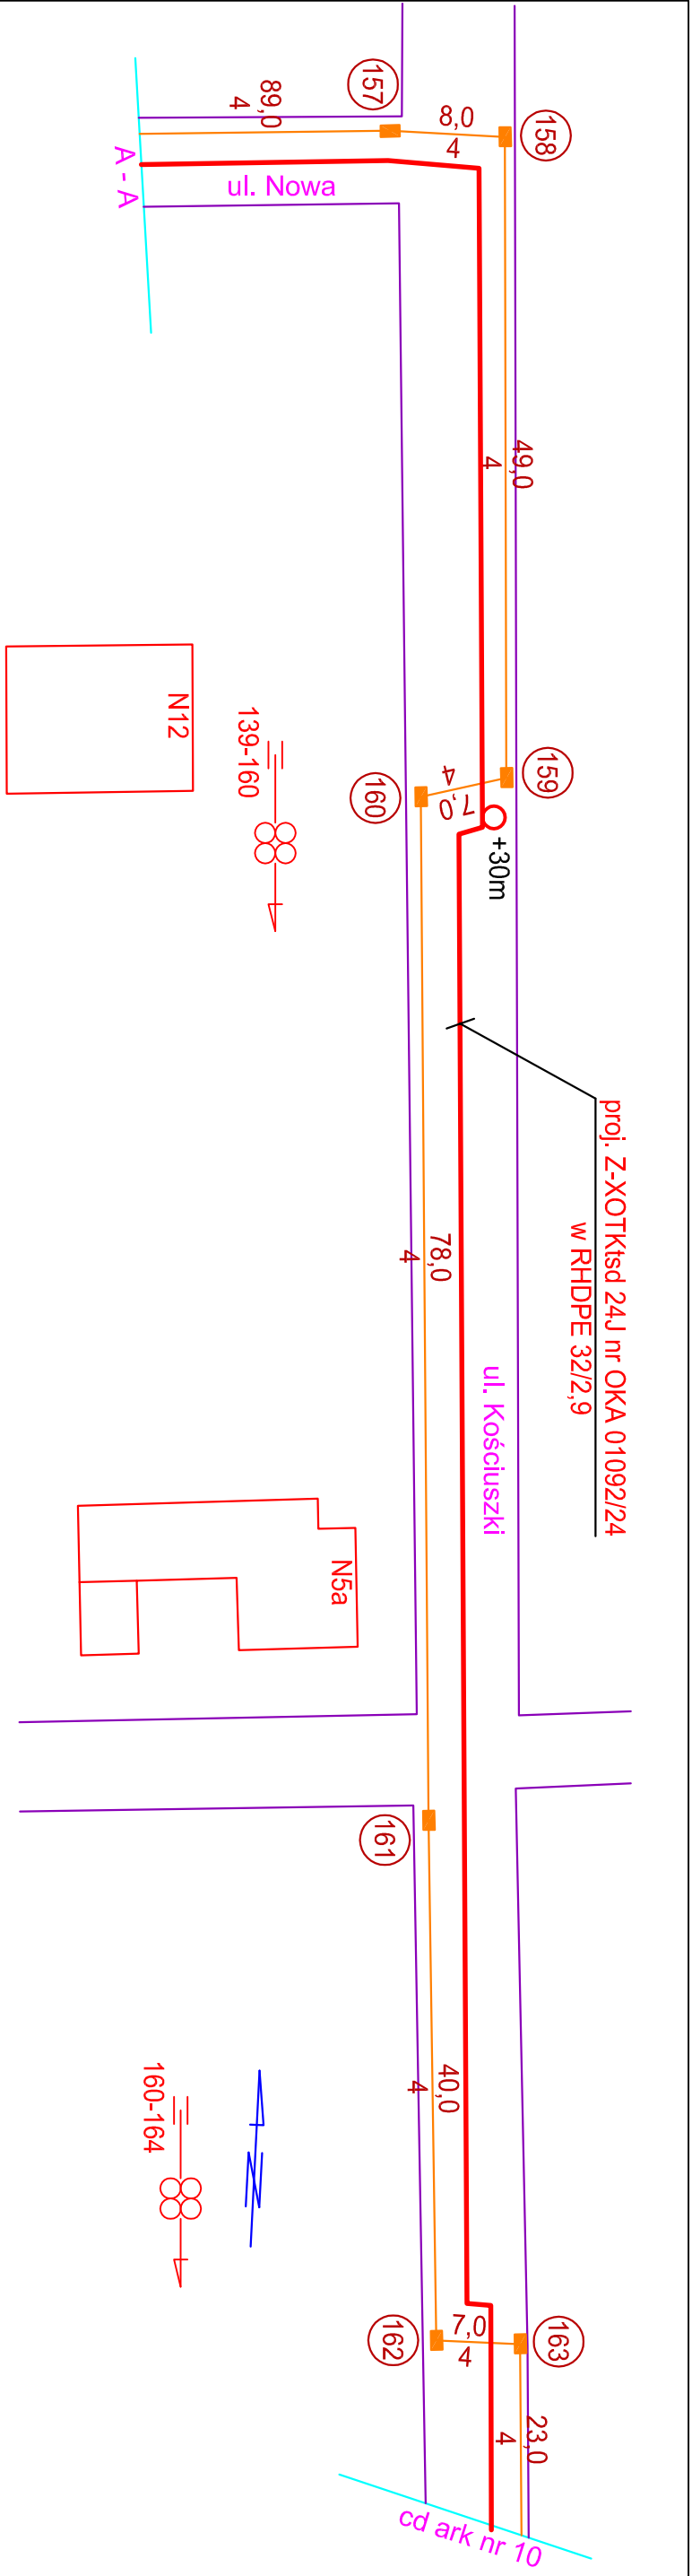 157
89,0
4
8,0
4
158
A - A
ul. Nowa
49,0
4
159
4
7,0
160
+30m
N12
139-160
proj. Z-XOTKtsd 24J nr OKA 01092/24
w RHDPE 32/2,9
78,0
4
ul. Kościuszki
N5a
161
40,0
4
160-164
N
162
7,0
4
163
23,0
4
cd ark nr 10